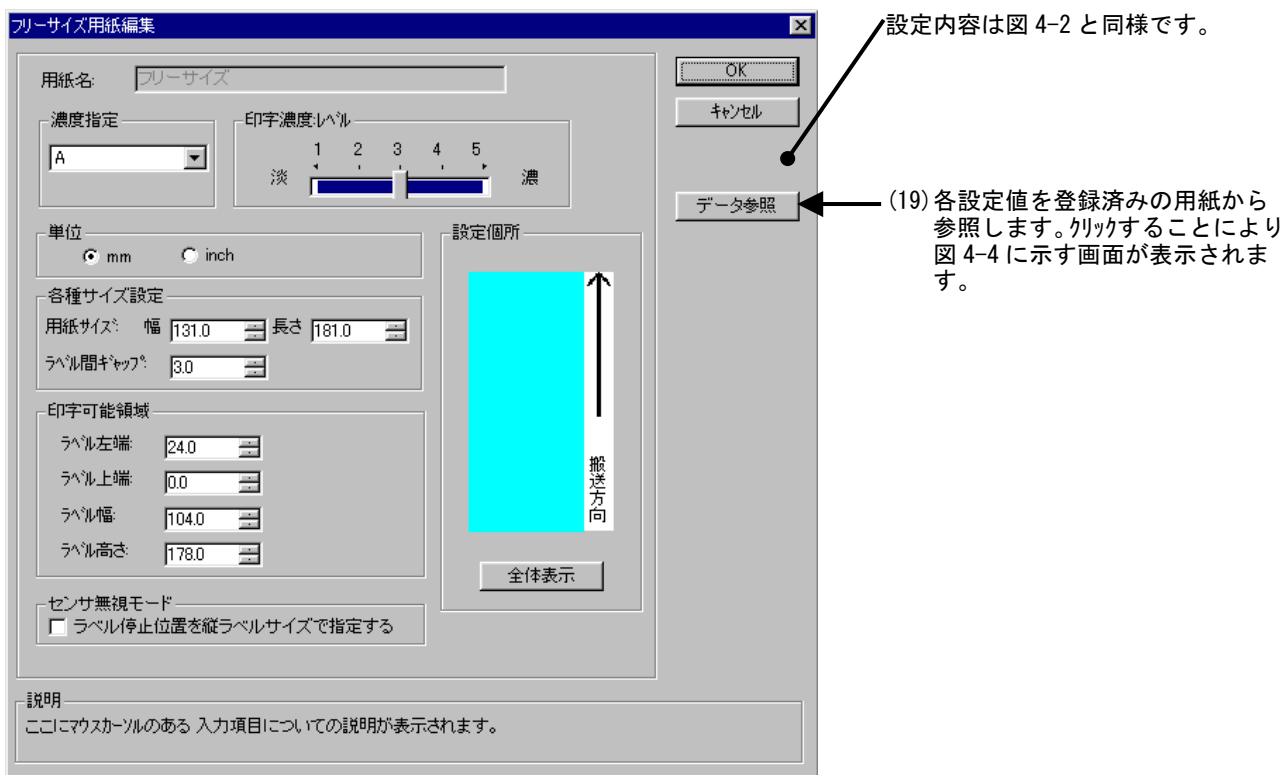 フリーサイズ用紙編集
設定内容は図 4-2 と同様です。
用紙名:
フリーサイズ
OK
キャンセル
濃度指定
A
印字濃度:レベル
1 2 3 4 5
淡
濃
データ参照
(19)各設定値を登録済みの用紙から
参照します。クリックすることにより
図 4-4 に示す画面が表示されま
す。
単位
mm
inch
各種サイズ設定
用紙サイズ: 幅 131.0 長さ 181.0
ラベル間ギャップ: 3.0
印字可能領域
ラベル左端: 24.0
ラベル上端: 0.0
ラベル幅: 104.0
ラベル高さ: 178.0
設定個所
搬送方向
全体表示
センサ無視モード
ラベル停止位置を縦ラベルサイズで指定する
説明
ここにマウスカーソルのある 入力項目についての説明が表示されます。